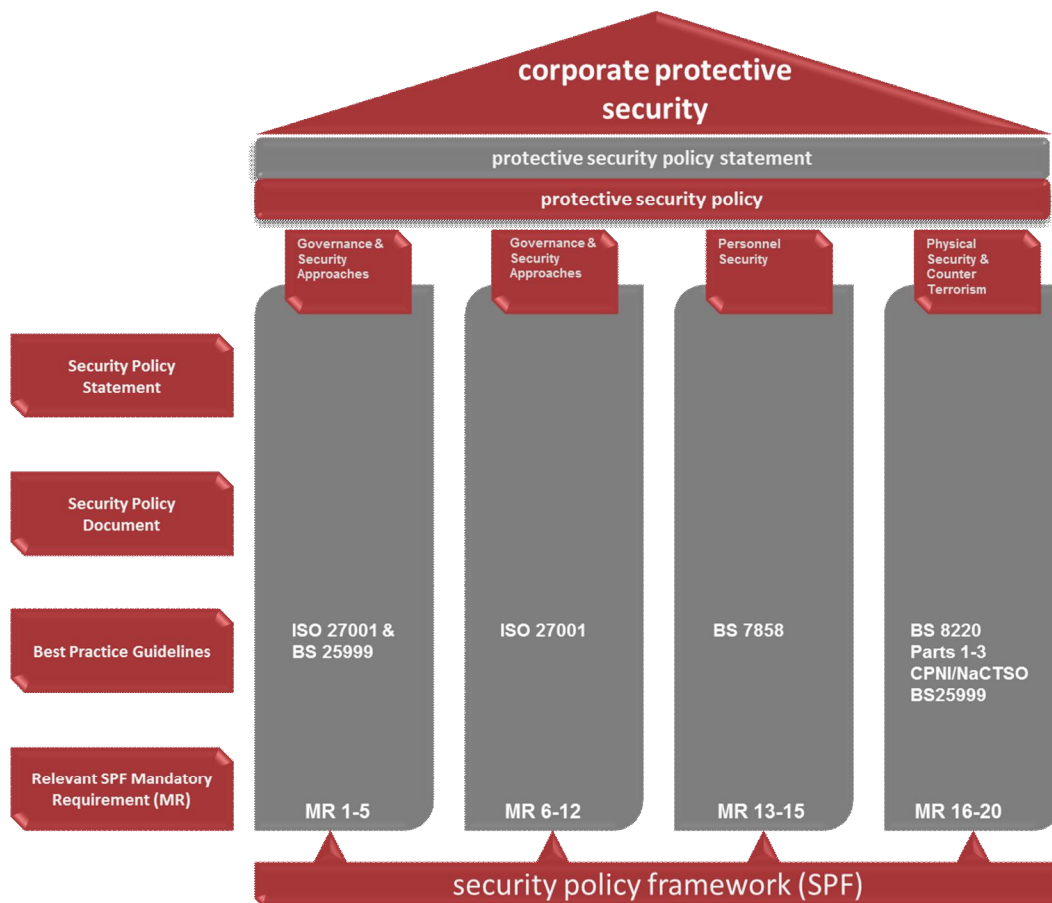 corporate protective
security
protective security policy statement
protective security policy
Governance &
Security
Approaches
Governance &
Security
Approaches
Personnel
Security
Physical
Security &
Counter
Terrorism
Security Policy
Statement
Security Policy
Document
Best Practice Guidelines
ISO 27001 &
BS 25999
ISO 27001
BS 7858
BS 8220
Parts 1-3
CPNI/NaCTSO
BS25999
Relevant SPF Mandatory
Requirement (MR)
MR 1-5
MR 6-12
MR 13-15
MR 16-20
security policy framework (SPF)